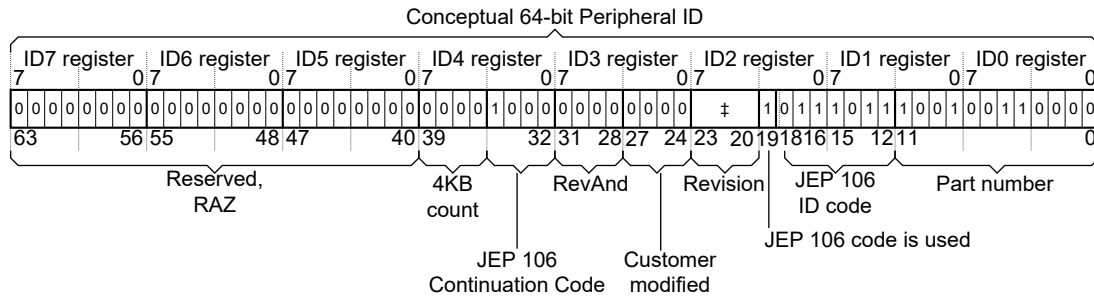 Conceptual 64-bit Peripheral ID
ID7 register ID6 register ID5 register ID4 register ID3 register ID2 register ID1 register ID0 register
7 0 7 0 7 0 7 0 7 0 7 0 7 0 7 0
0 0 0 0 0 0 0 0 0 0 0 0 0 0 0 0 0 0 0 0 0 0 0 0 0 0 0 0 1 0 0 0 0 0 0 0 0 0 0 0 ‡ 1 0 1 1 1 0 1 1 1 0 0 1 0 0 1 1 0 0 0 0
63 56 55 48 47 40 39 32 31 28 27 24 23 20 19 18 16 15 12 11 0
Reserved,
RAZ
4KB
count
RevAnd
Revision
JEP 106
ID code
Part number
JEP 106 code is used
JEP 106
Continuation Code
Customer
modified